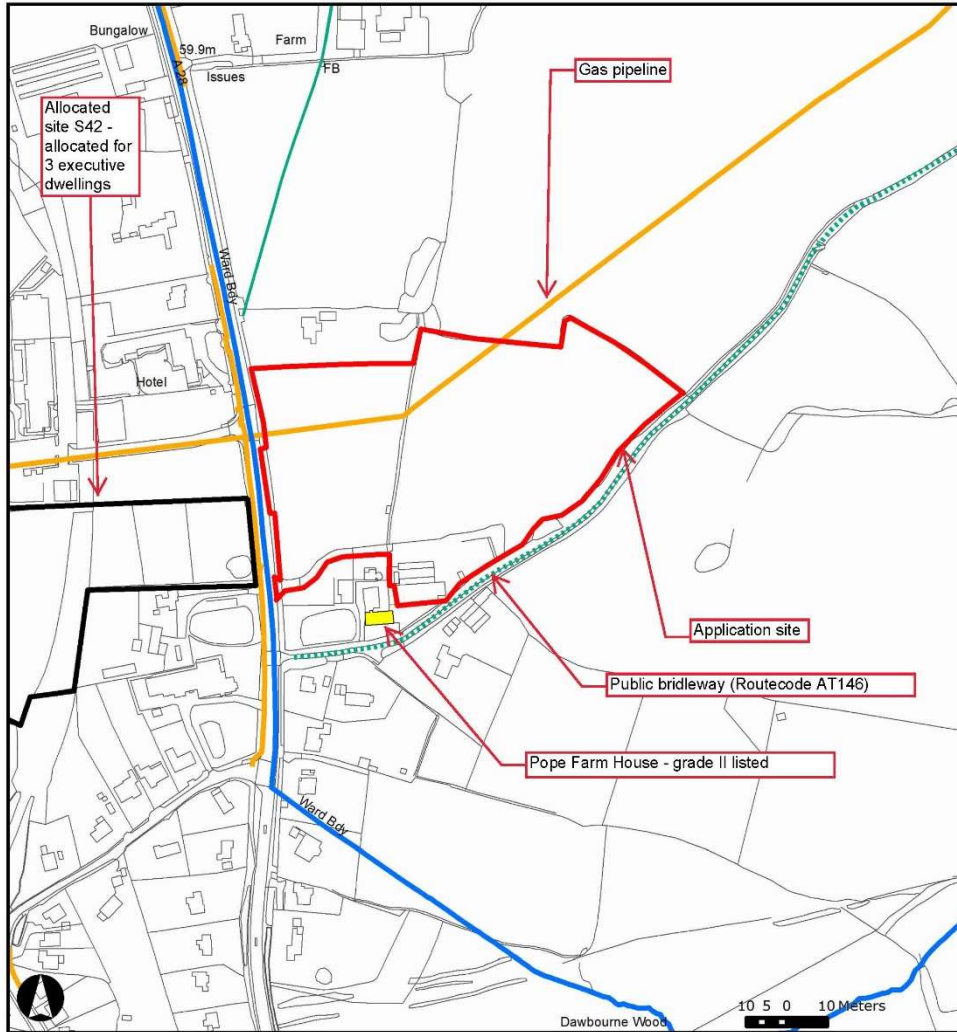 Bungalow
59.9m
A 28
Farm
Issues
FB
Gas pipeline
Allocated
site S42 -
allocated for
3 executive
dwellings
Ward Bdy
Hotel
Application site
Public bridleway (Routecode AT146)
Pope Farm House - grade II listed
Ward Bdy
10 5 0 10 Meters
Dawbourne Wood